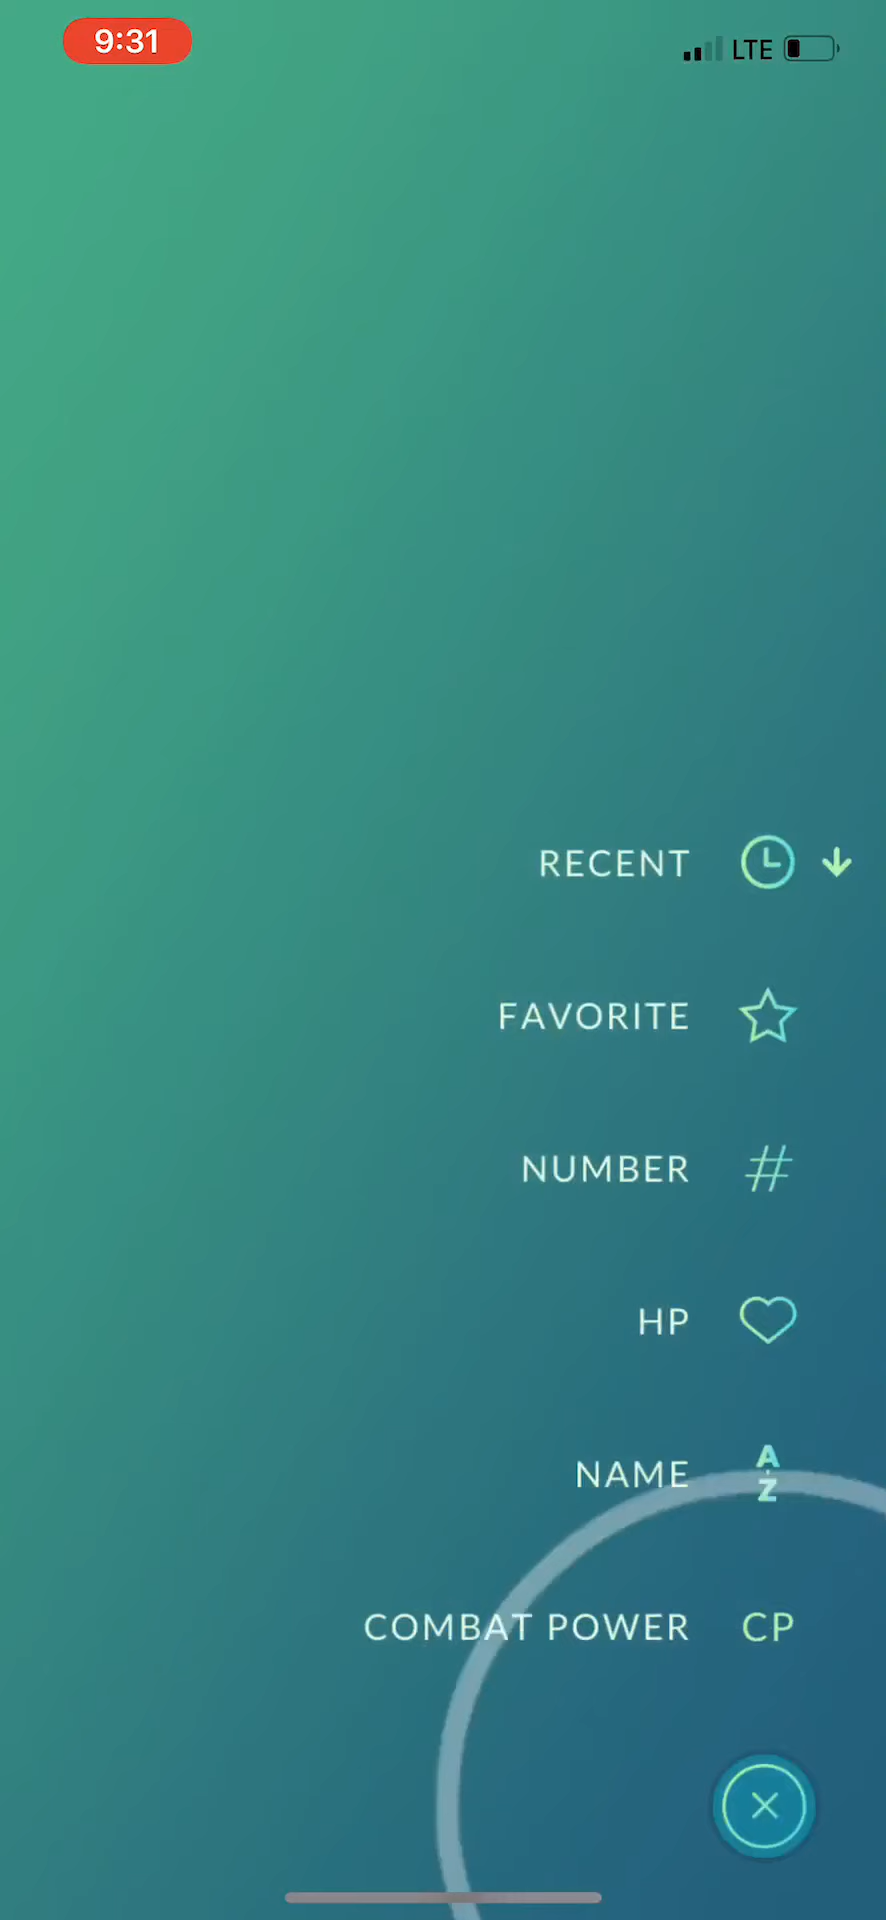 9:31
LTE
RECENT
FAVORITE
NUMBER #
HP
NAME A Z
COMBAT POWER CP